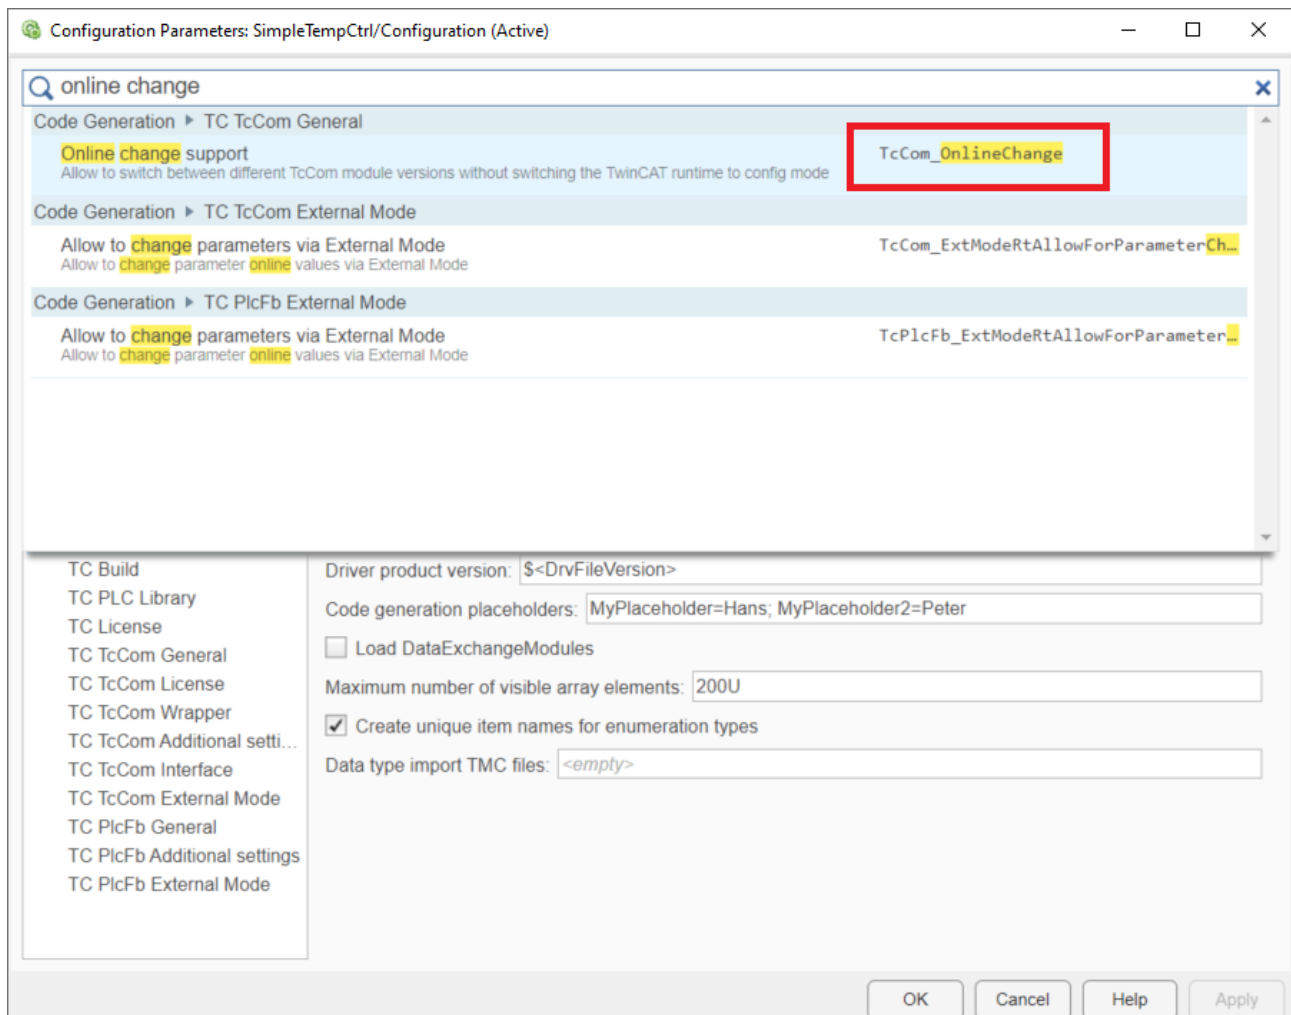 Configuration Parameters: SimpleTempCtrl/Configuration (Active)
online change
Code Generation ▶ TC TcCom General
Online change support
TcCom_OnlineChange
Allow to switch between different TcCom module versions without switching the TwinCAT runtime to config mode
Code Generation ▶ TC TcCom External Mode
Allow to change parameters via External Mode
TcCom_ExtModeRtAllowForParameterCh…
Allow to change parameter online values via External Mode
Code Generation ▶ TC PlcFb External Mode
Allow to change parameters via External Mode
TcPlcFb_ExtModeRtAllowForParameter…
Allow to change parameter online values via External Mode
TC Build
TC PLC Library
TC License
TC TcCom General
TC TcCom License
TC TcCom Wrapper
TC TcCom Additional setti...
TC TcCom Interface
TC TcCom External Mode
TC PlcFb General
TC PlcFb Additional settings
TC PlcFb External Mode
Driver product version: $<DrvFileVersion>
Code generation placeholders: MyPlaceholder=Hans; MyPlaceholder2=Peter
Load DataExchangeModules
Maximum number of visible array elements: 200U
Create unique item names for enumeration types
Data type import TMC files: <empty>
OK
Cancel
Help
Apply